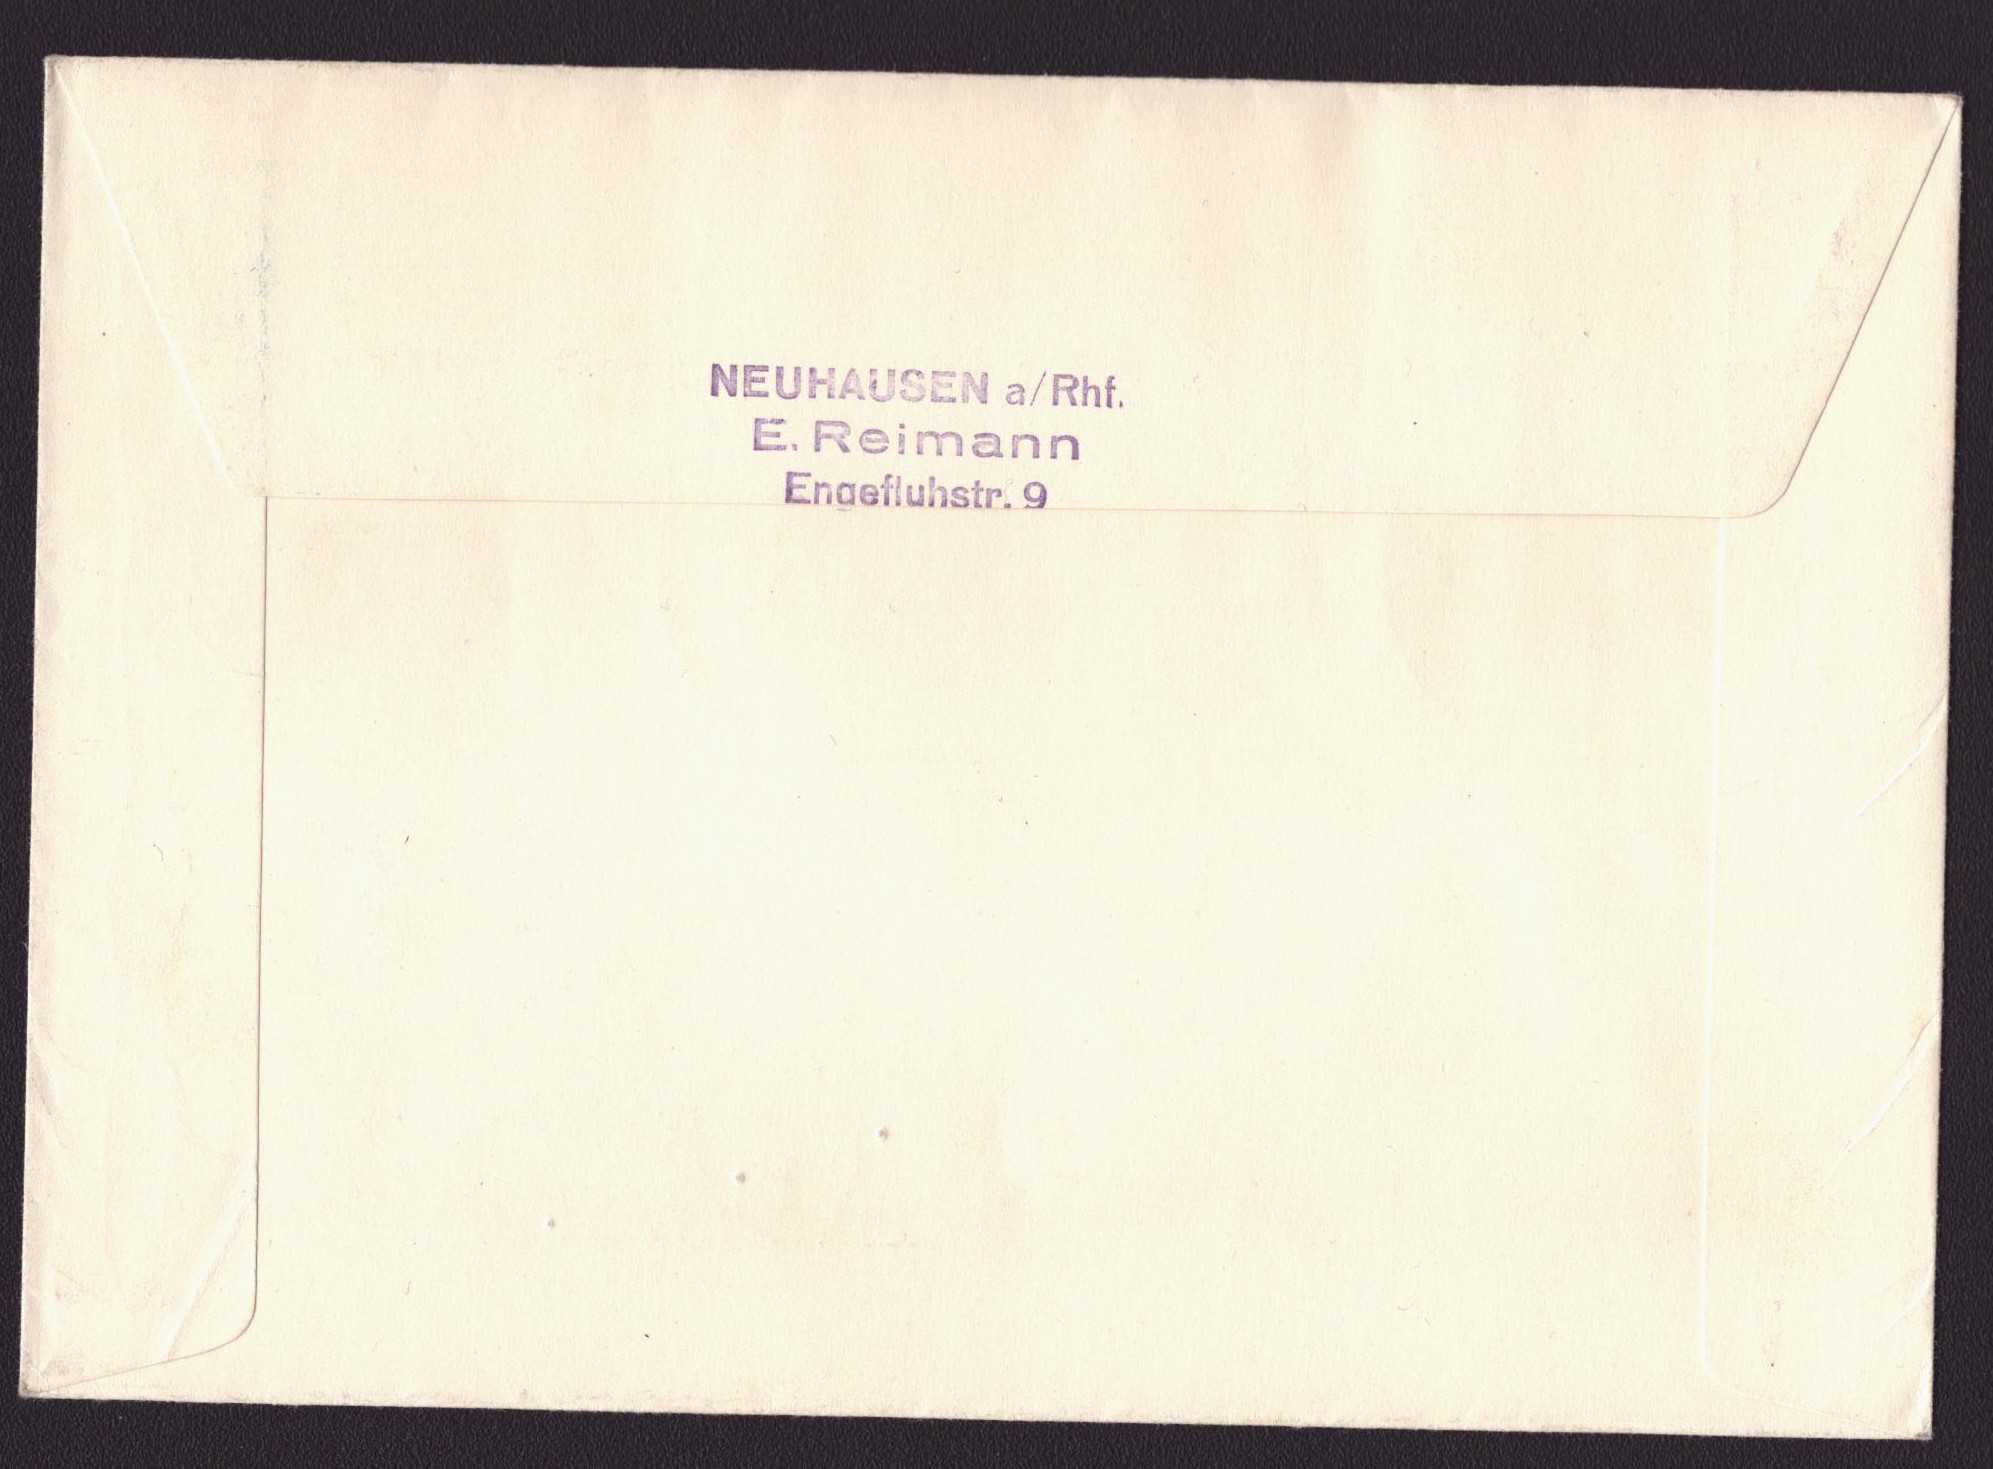 NEUHAUSEN a/Rhf.
E. Reimann
Engefluhstr. 9